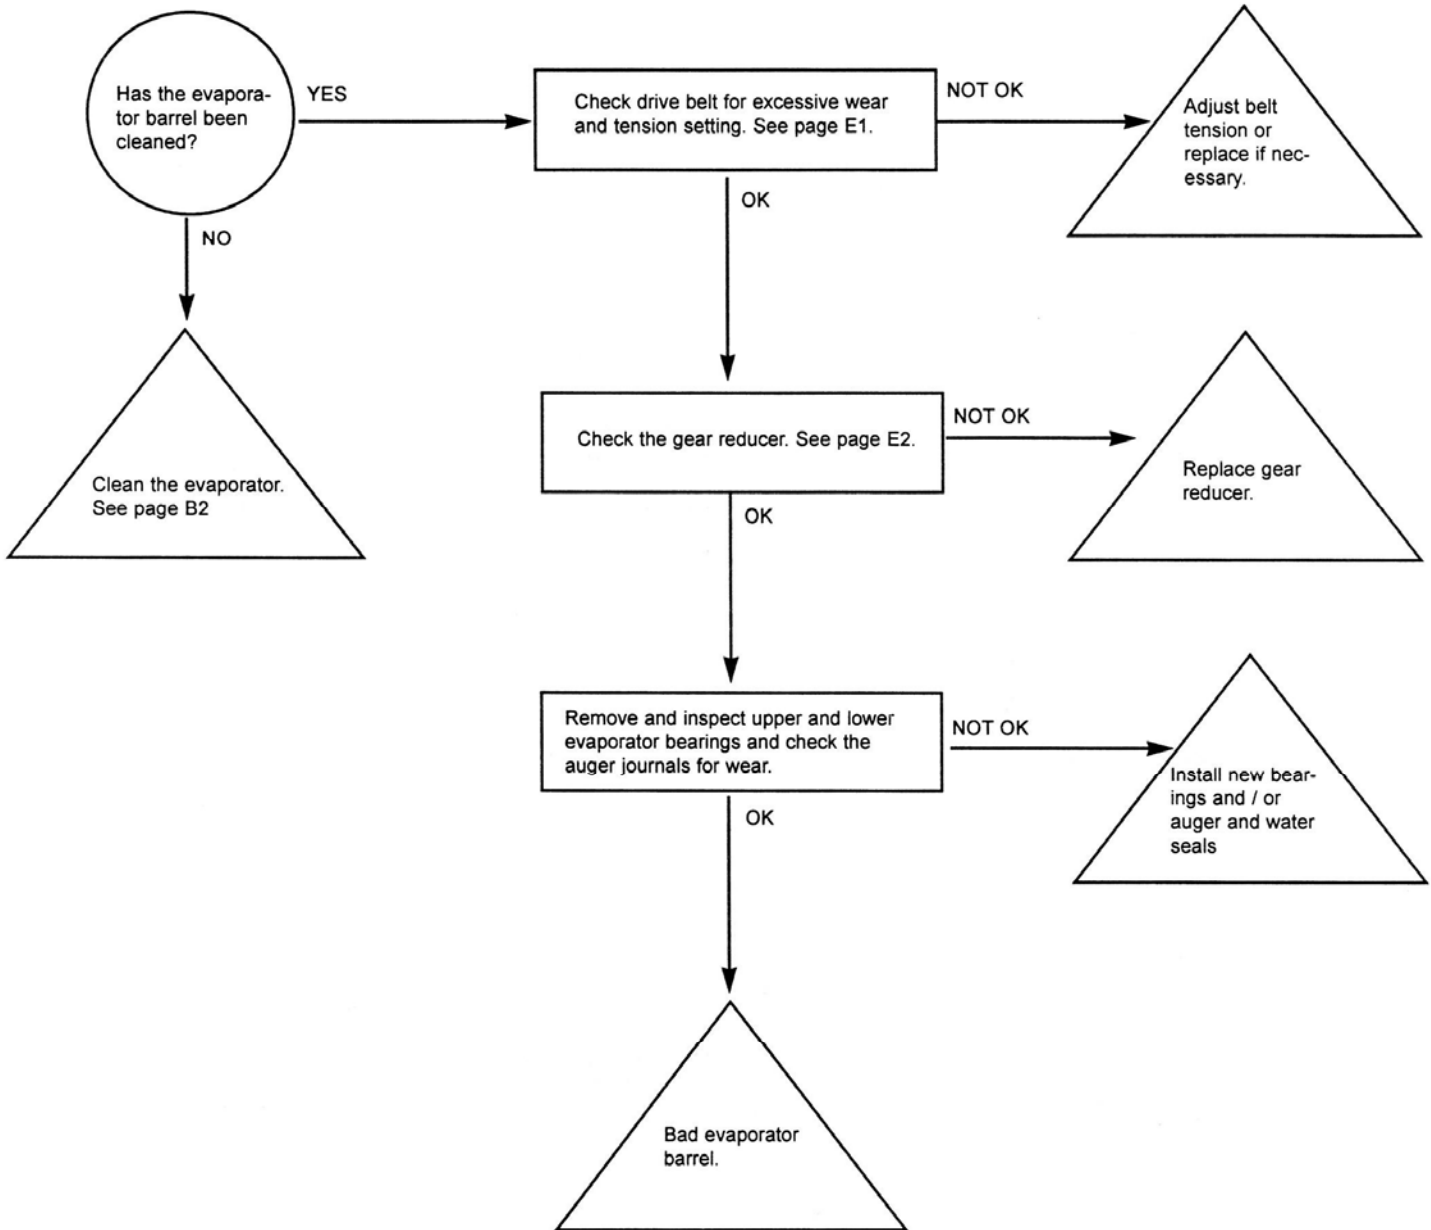 Has the evapora-
tor barrel been
cleaned?
YES
Check drive belt for excessive wear
and tension setting. See page E1.
NOT OK
Adjust belt
tension or
replace if nec-
essary.
NO
OK
Clean the evaporator.
See page B2
Check the gear reducer. See page E2.
NOT OK
Replace gear
reducer.
OK
Remove and inspect upper and lower
evaporator bearings and check the
auger journals for wear.
NOT OK
Install new bear-
ings and / or
auger and water
seals
OK
Bad evaporator
barrel.